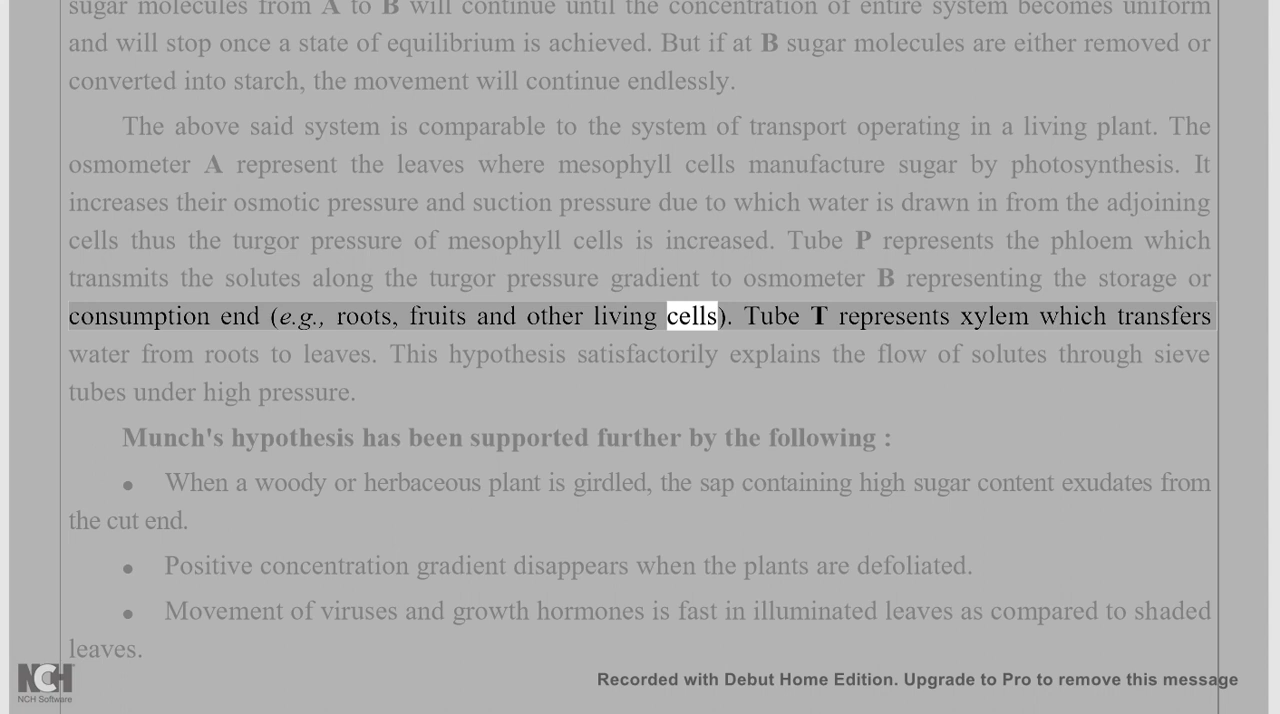 sugar molecules from A to B will continue until the concentration of entire system becomes uniform
and will stop once a state of equilibrium is achieved. But if at B sugar molecules are either removed or
converted into starch, the movement will continue endlessly.
The above said system is comparable to the system of transport operating in a living plant. The
osmometer A represent the leaves where mesophyll cells manufacture sugar by photosynthesis. It
increases their osmotic pressure and suction pressure due to which water is drawn in from the adjoining
cells thus the turgor pressure of mesophyll cells is increased. Tube P represents the phloem which
transmits the solutes along the turgor pressure gradient to osmometer B representing the storage or
consumption end (e.g., roots, fruits and other living cells). Tube T represents xylem which transfers
water from roots to leaves. This hypothesis satisfactorily explains the flow of solutes through sieve
tubes under high pressure.
Munch's hypothesis has been supported further by the following :
● When a woody or herbaceous plant is girdled, the sap containing high sugar content exudates from
the cut end.
● Positive concentration gradient disappears when the plants are defoliated.
● Movement of viruses and growth hormones is fast in illuminated leaves as compared to shaded
leaves.
NCH
NCH Software
Recorded with Debut Home Edition. Upgrade to Pro to remove this message